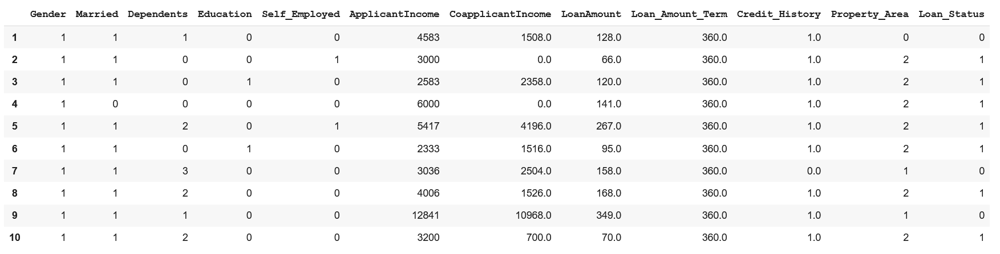 Gender Married Dependents Education Self_Employed ApplicantIncome CoapplicantIncome LoanAmount Loan_Amount_Term Credit_History Property_Area Loan_Status
1 1 1 1 0 0 4583 1508.0 128.0 360.0 1.0 0 0
2 1 1 0 0 1 3000 0.0 66.0 360.0 1.0 2 1
3 1 1 0 1 0 2583 2358.0 120.0 360.0 1.0 2 1
4 1 0 0 0 0 6000 0.0 141.0 360.0 1.0 2 1
5 1 1 2 0 1 5417 4196.0 267.0 360.0 1.0 2 1
6 1 1 0 1 0 2333 1516.0 95.0 360.0 1.0 2 1
7 1 1 3 0 0 3036 2504.0 158.0 360.0 0.0 1 0
8 1 1 2 0 0 4006 1526.0 168.0 360.0 1.0 2 1
9 1 1 1 0 0 12841 10968.0 349.0 360.0 1.0 1 0
10 1 1 2 0 0 3200 700.0 70.0 360.0 1.0 2 1